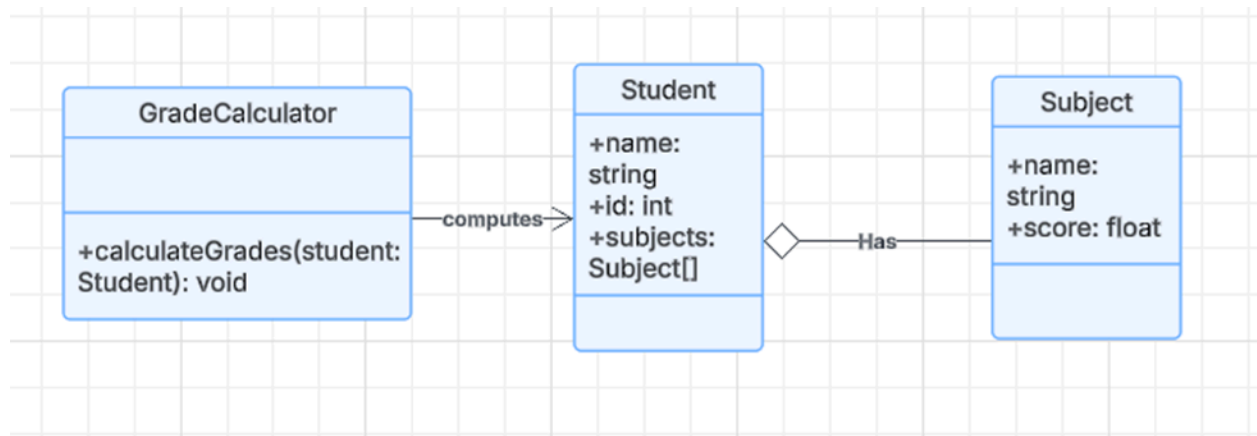 GradeCalculator
+calculateGrades(student:
Student): void
computes
Student
+name:
string
+id: int
+subjects:
Subject[]
Has
Subject
+name:
string
+score: float